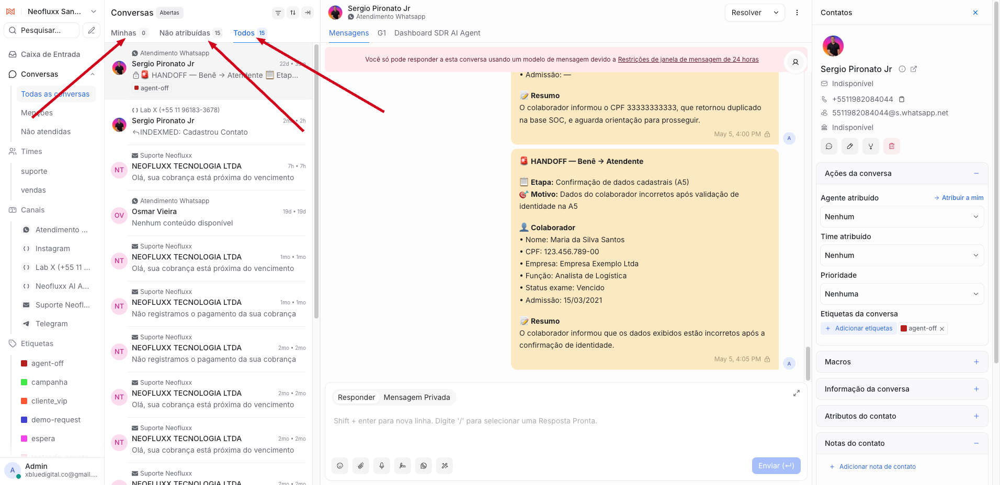 Neofluxx San...
Pesquisar...
Caixa de Entrada
Conversas
Todas as conversas
Menções
Não atendidas
Times
suporte
vendas
Canais
Atendimento ...
Instagram
Lab X (+55 11 ...
Neofluxx AI A...
Suporte Neofl...
Telegram
Etiquetas
agent-off
campanha
cliente_vip
demo-request
espera
A
Admin
xbluedigital.co@gmail....
Conversas Abertas
Minhas 0 Não atribuídas 15 Todos 15
Atendimento Whatsapp
Sergio Pironato Jr 22d •
HANDOFF — Benê → Atendente Etap...
agent-off
Lab X (+55 11 96183-3678)
Sergio Pironato Jr 2mo • 2h
INDEXMED: Cadastrou Contato
Suporte Neofluxx
NT NEOFLUXX TECNOLOGIA LTDA 7h • 7h
Olá, sua cobrança está próxima do vencimento
Atendimento Whatsapp
OV Osmar Vieira 19d • 19d
Nenhum conteúdo disponível
Suporte Neofluxx
NT NEOFLUXX TECNOLOGIA LTDA 1mo • 1mo
Olá, sua cobrança está próxima do vencimento
Suporte Neofluxx
NT NEOFLUXX TECNOLOGIA LTDA 1mo • 1mo
Não registramos o pagamento da sua cobrança
Suporte Neofluxx
NT NEOFLUXX TECNOLOGIA LTDA 2mo • 2mo
Não registramos o pagamento da sua cobrança
Suporte Neofluxx
NT NEOFLUXX TECNOLOGIA LTDA 2mo • 2mo
Olá, sua cobrança está próxima do vencimento
Suporte Neofluxx
NT NEOFLUXX TECNOLOGIA LTDA 2mo • 2mo
Olá, sua cobrança está próxima do vencimento
Suporte Neofluxx
NT NEOFLUXX TECNOLOGIA LTDA 2mo • 2mo
Sergio Pironato Jr
Atendimento Whatsapp
Resolver
Mensagens G1 Dashboard SDR AI Agent
Você só pode responder a esta conversa usando um modelo de mensagem devido a Restrições de janela de mensagem de 24 horas
• Admissão: —
📝 Resumo
O colaborador informou o CPF 33333333333, que retornou duplicado
na base SOC, e aguarda orientação para prosseguir.
May 5, 4:00 PM
A
🚨 HANDOFF — Benê → Atendente
📋 Etapa: Confirmação de dados cadastrais (A5)
🎯 Motivo: Dados do colaborador incorretos após validação de
identidade na A5
👤 Colaborador
• Nome: Maria da Silva Santos
• CPF: 123.456.789-00
• Empresa: Empresa Exemplo Ltda
• Função: Analista de Logística
• Status exame: Vencido
• Admissão: 15/03/2021
📝 Resumo
O colaborador informou que os dados exibidos estão incorretos após a
confirmação de identidade.
May 5, 4:05 PM
A
Responder Mensagem Privada
Shift + enter para nova linha. Digite '/' para selecionar uma Resposta Pronta.
Enviar (↵)
Contatos
Sergio Pironato Jr
Indisponível
+5511982084044
5511982084044@s.whatsapp.net
Indisponível
Ações da conversa
Agente atribuído → Atribuir a mim
Nenhum
Time atribuído
Nenhum
Prioridade
Nenhuma
Etiquetas da conversa
+ Adicionar etiquetas agent-off ×
Macros
Informação da conversa
Atributos do contato
Notas do contato
+ Adicionar nota de contato